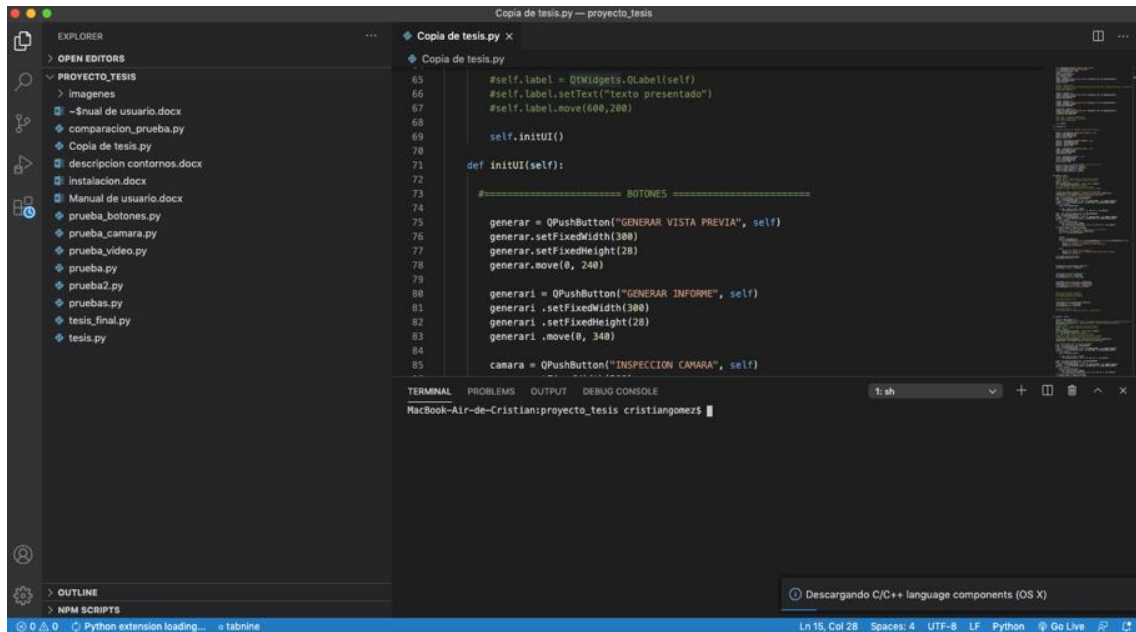 Copia de tesis.py — proyecto_tesis
EXPLORER
OPEN EDITORS
PROYECTO_TESIS
imagenes
~$nual de usuario.docx
comparacion_prueba.py
Copia de tesis.py
descripcion contornos.docx
instalacion.docx
Manual de usuario.docx
prueba_botones.py
prueba_camara.py
prueba_video.py
prueba.py
prueba2.py
pruebas.py
tesis_final.py
tesis.py
OUTLINE
NPM SCRIPTS
Copia de tesis.py
Copia de tesis.py
65 #self.label = QtWidgets.QLabel(self)
66 #self.label.setText("texto presentado")
67 #self.label.move(600,200)
68
69 self.initUI()
70
71 def initUI(self):
72
73 #======================== BOTONES ========================
74
75 generar = QPushButton("GENERAR VISTA PREVIA", self)
76 generar.setFixedWidth(300)
77 generar.setFixedHeight(28)
78 generar.move(0, 240)
79
80 generari = QPushButton("GENERAR INFORME", self)
81 generari .setFixedWidth(300)
82 generari .setFixedHeight(28)
83 generari .move(0, 340)
84
85 camara = QPushButton("INSPECCION CAMARA", self)
TERMINAL PROBLEMS OUTPUT DEBUG CONSOLE 1: sh
MacBook-Air-de-Cristian:proyecto_tesis cristiangomez$
Descargando C/C++ language components (OS X)
0 0 Python extension loading... tabnine Ln 15, Col 28 Spaces: 4 UTF-8 LF Python Go Live